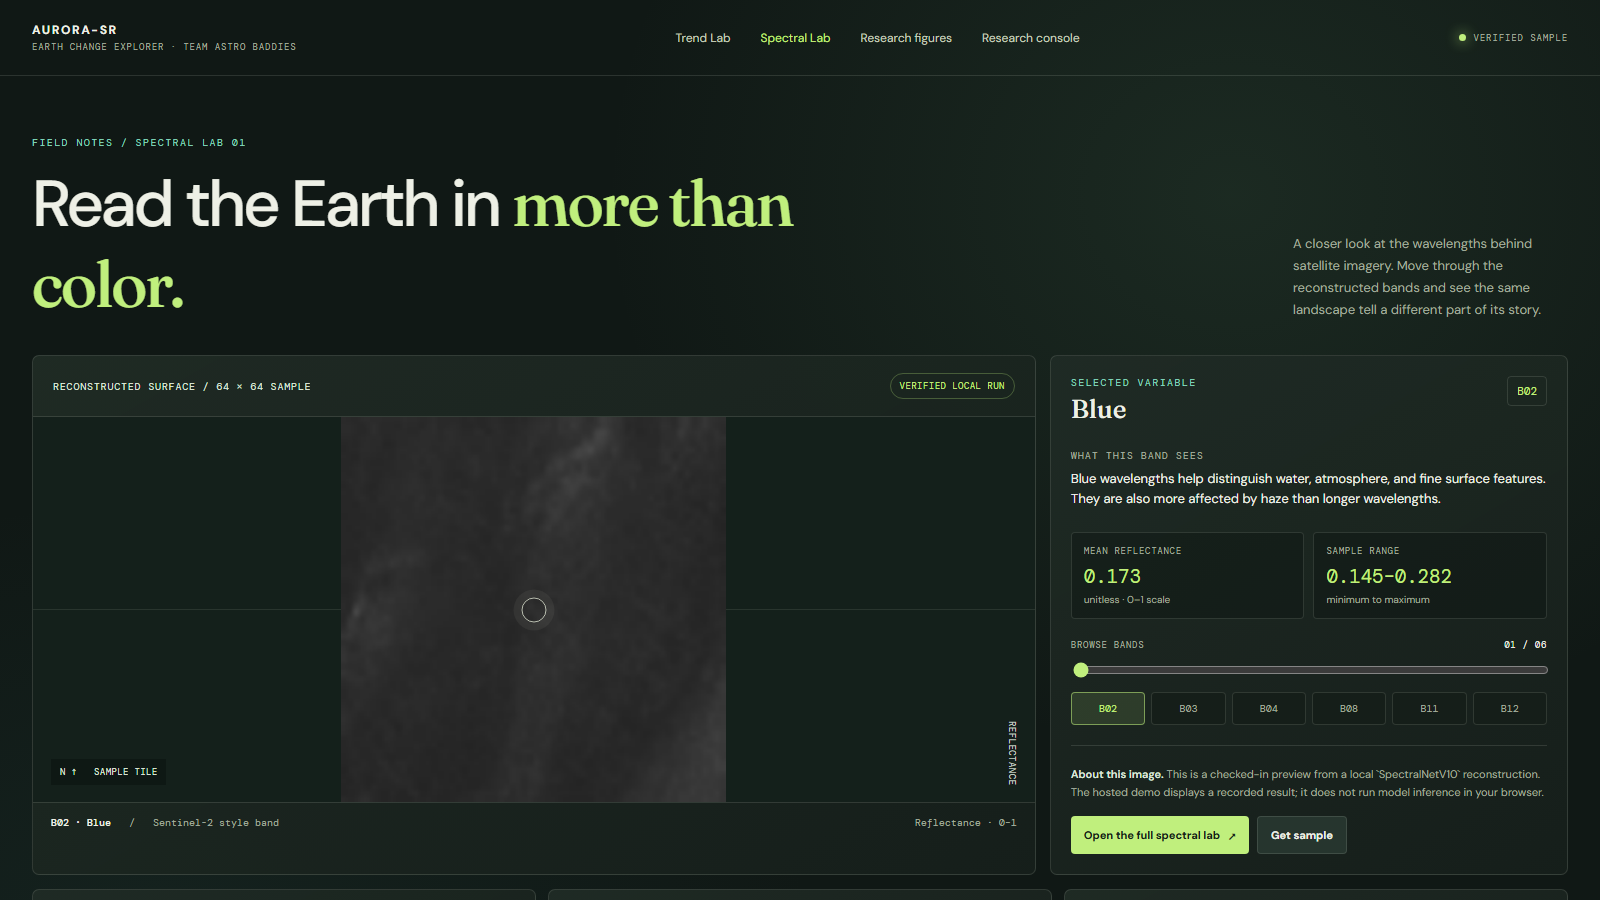 AURORA-SR
EARTH CHANGE EXPLORER · TEAM ASTRO BADDIES
Trend Lab
Spectral Lab
Research figures
Research console
VERIFIED SAMPLE
FIELD NOTES / SPECTRAL LAB 01
Read the Earth in more than
color.
A closer look at the wavelengths behind
satellite imagery. Move through the
reconstructed bands and see the same
landscape tell a different part of its story.
RECONSTRUCTED SURFACE / 64 × 64 SAMPLE
VERIFIED LOCAL RUN
REFLECTANCE
N ↑ SAMPLE TILE
B02 · Blue / Sentinel-2 style band
Reflectance · 0–1
SELECTED VARIABLE
Blue
B02
WHAT THIS BAND SEES
Blue wavelengths help distinguish water, atmosphere, and fine surface features.
They are also more affected by haze than longer wavelengths.
MEAN REFLECTANCE
0.173
unitless · 0–1 scale
SAMPLE RANGE
0.145–0.282
minimum to maximum
BROWSE BANDS
01 / 06
B02
B03
B04
B08
B11
B12
About this image. This is a checked-in preview from a local `SpectralNetV10` reconstruction.
The hosted demo displays a recorded result; it does not run model inference in your browser.
Open the full spectral lab ↗
Get sample